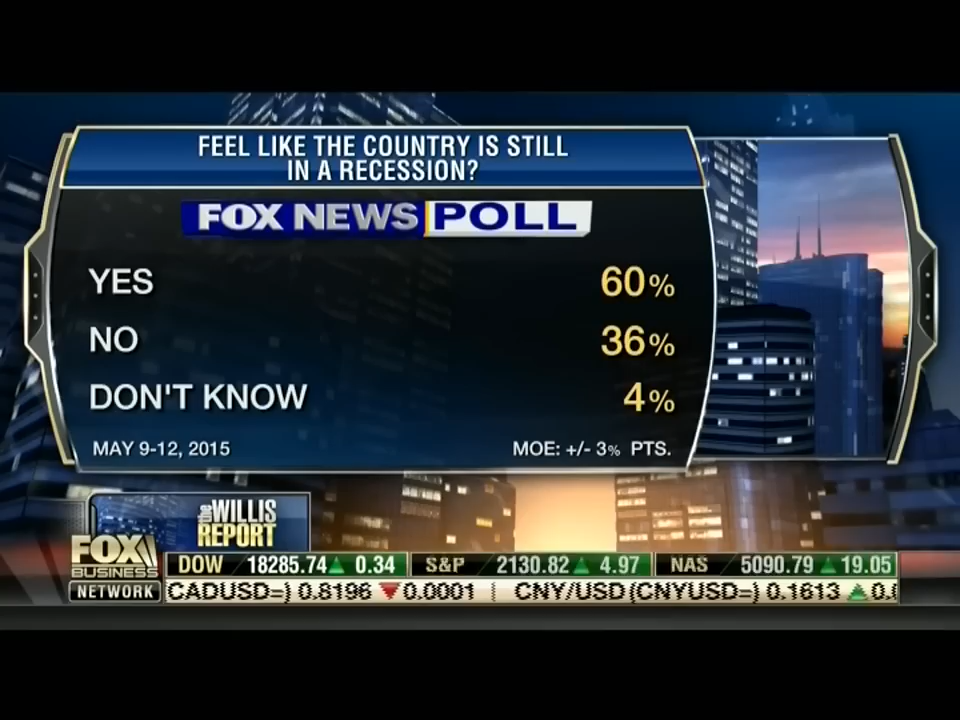 FEEL LIKE THE COUNTRY IS STILL
IN A RECESSION?
FOX NEWS POLL
YES 60%
NO 36%
DON'T KNOW 4%
MAY 9-12, 2015 MOE: +/- 3% PTS.
the WILLIS
REPORT
FOX
BUSINESS
NETWORK
DOW 18285.74 ▲ 0.34 S&P 2130.82 ▲ 4.97 NAS 5090.79 ▲ 19.05
CADUSD=) 0.8196 ▼0.0001 | CNY/USD(CNYUSD=) 0.1613 ▲0.